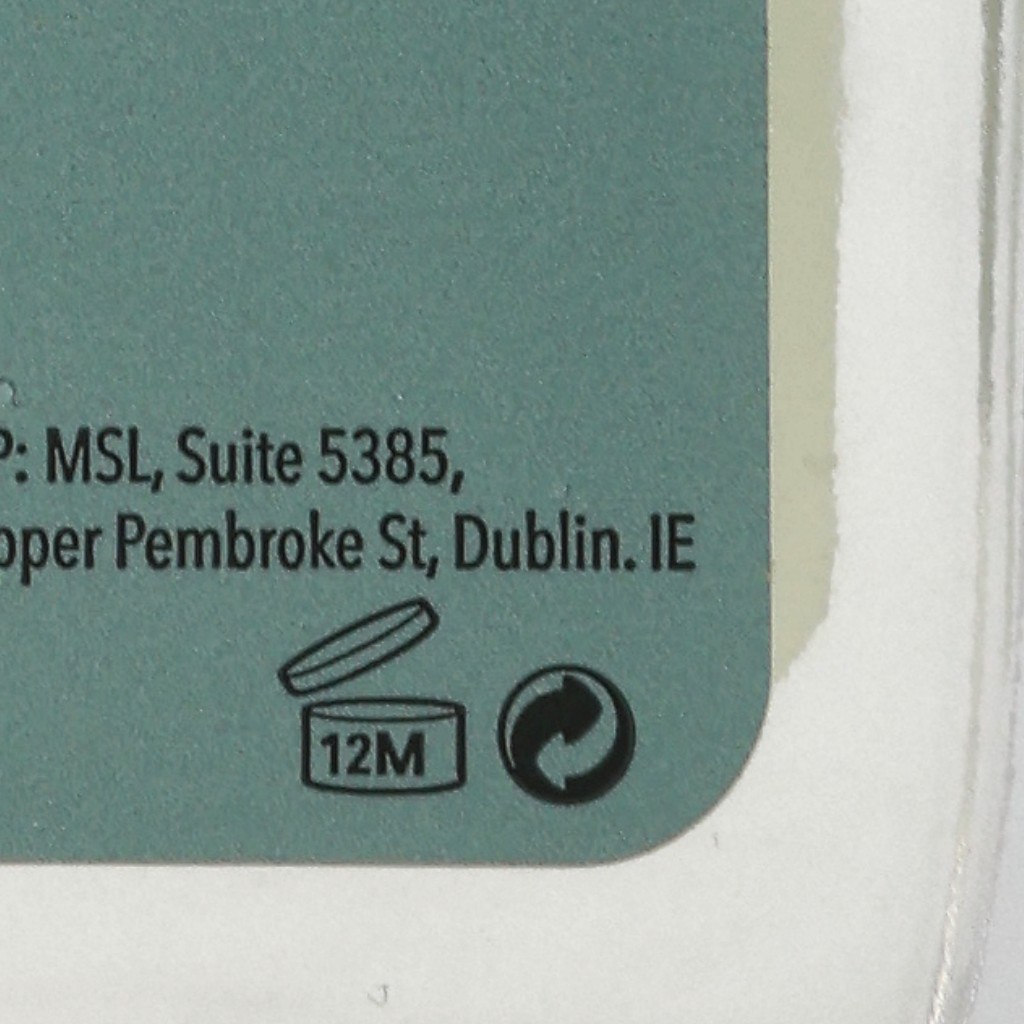 P: MSL, Suite 5385,
pper Pembroke St, Dublin. IE
12M